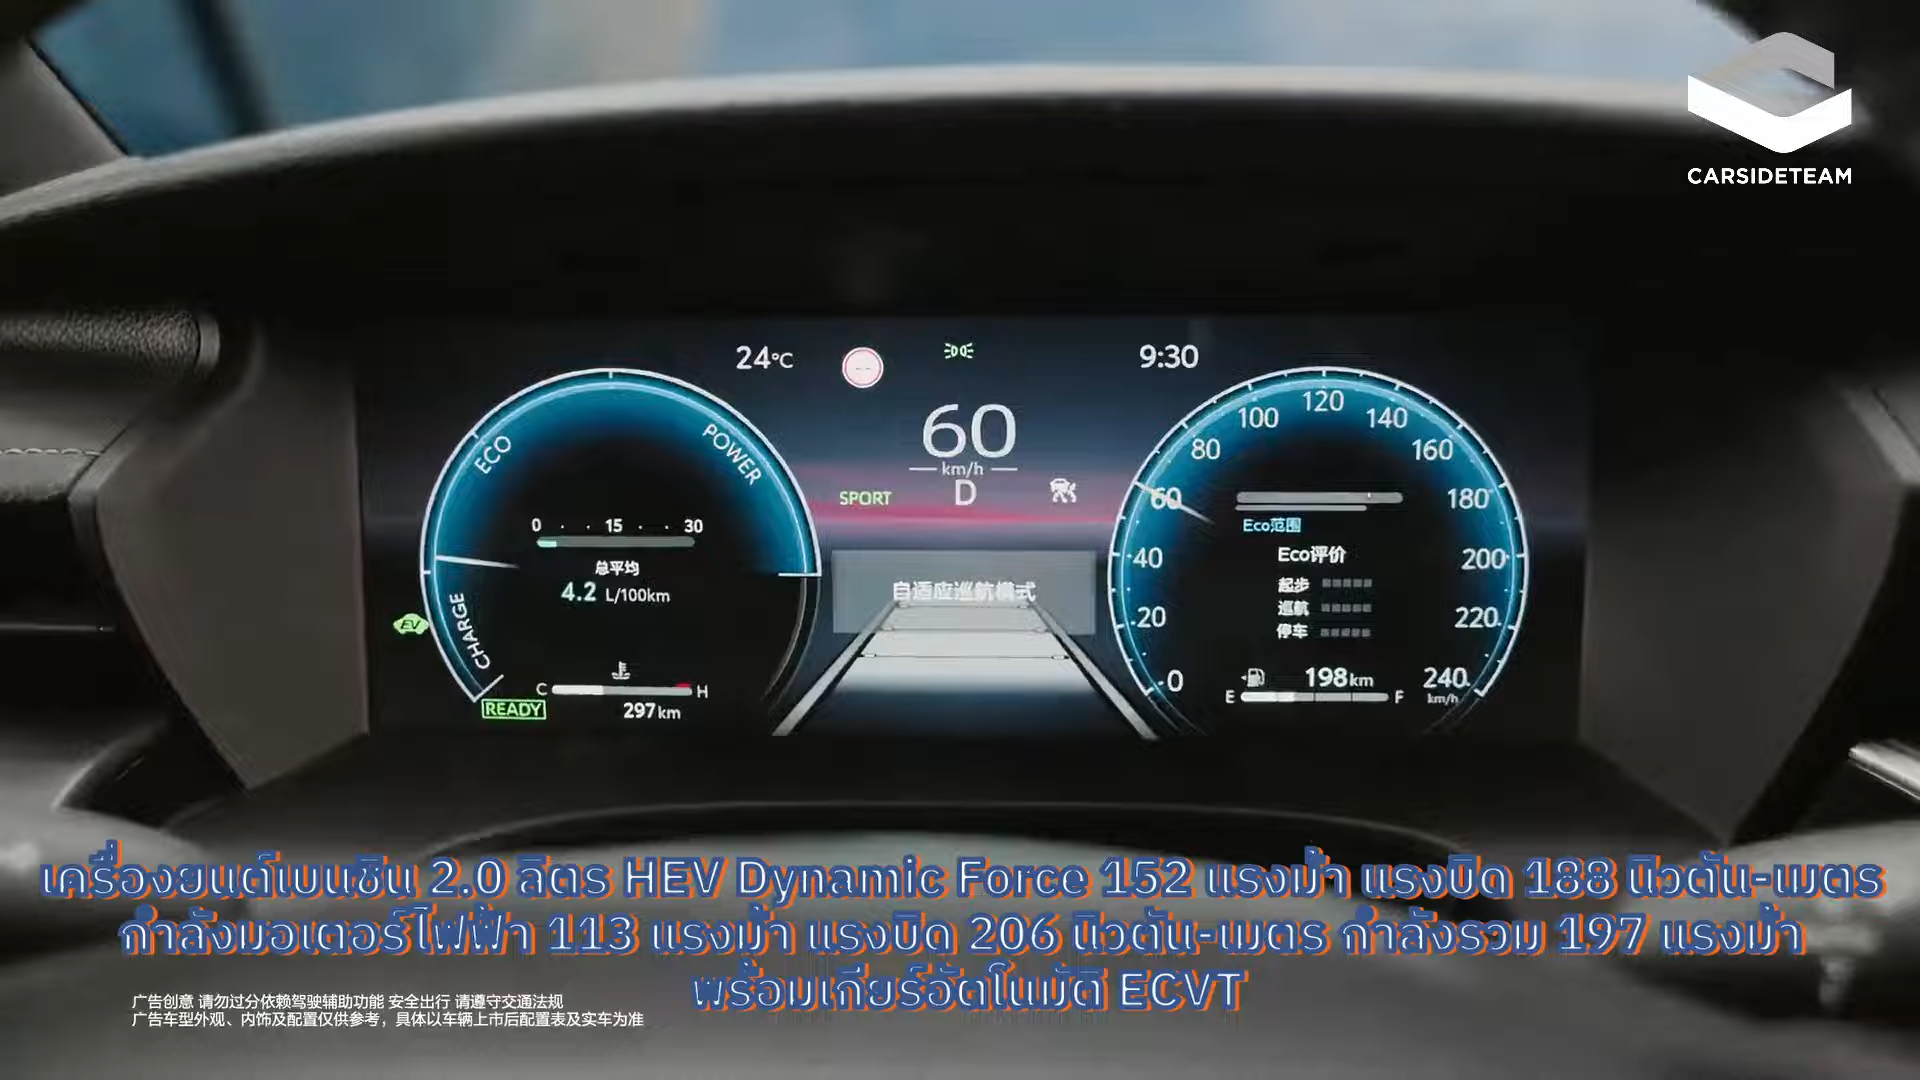 CARSIDETEAM
24°C
9:30
60
km/h
SPORT
D
ECO
POWER
CHARGE
0 15 30
总平均
4.2 L/100km
EV
READY
C H
297km
自适应巡航模式
0
20
40
60
80
100
120
140
160
180
200
220
240
km/h
Eco范围
Eco评价
起步
巡航
停车
198km
E F
เครื่องยนต์เบนซิน 2.0 ลิตร HEV Dynamic Force 152 แรงม้า แรงบิด 188 นิวตัน-เมตร
กำลังมอเตอร์ไฟฟ้า 113 แรงม้า แรงบิด 206 นิวตัน-เมตร กำลังรวม 197 แรงม้า
พร้อมเกียร์อัตโนมัติ ECVT
广告创意 请勿过分依赖驾驶辅助功能 安全出行 请遵守交通法规
广告车型外观、内饰及配置仅供参考，具体以车辆上市后配置表及实车为准